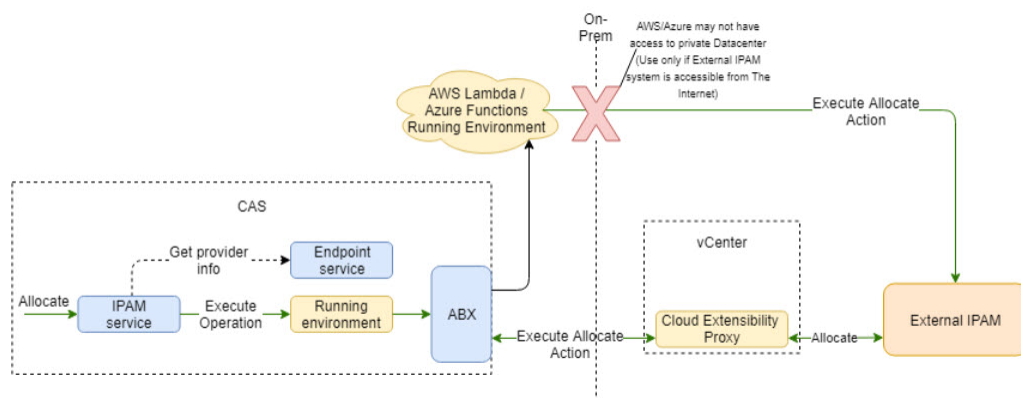 On-
Prem
AWS/Azure may not have
access to private Datacenter
(Use only if External IPAM
system is accessible from The
Internet)
AWS Lambda /
Azure Functions
Running Environment
Execute Allocate
Action
CAS
vCenter
Get provider
info
Endpoint
service
Allocate
IPAM
service
Execute
Operation
Running
environment
ABX
Execute Allocate
Action
Cloud Extensibility
Proxy
Allocate
External IPAM